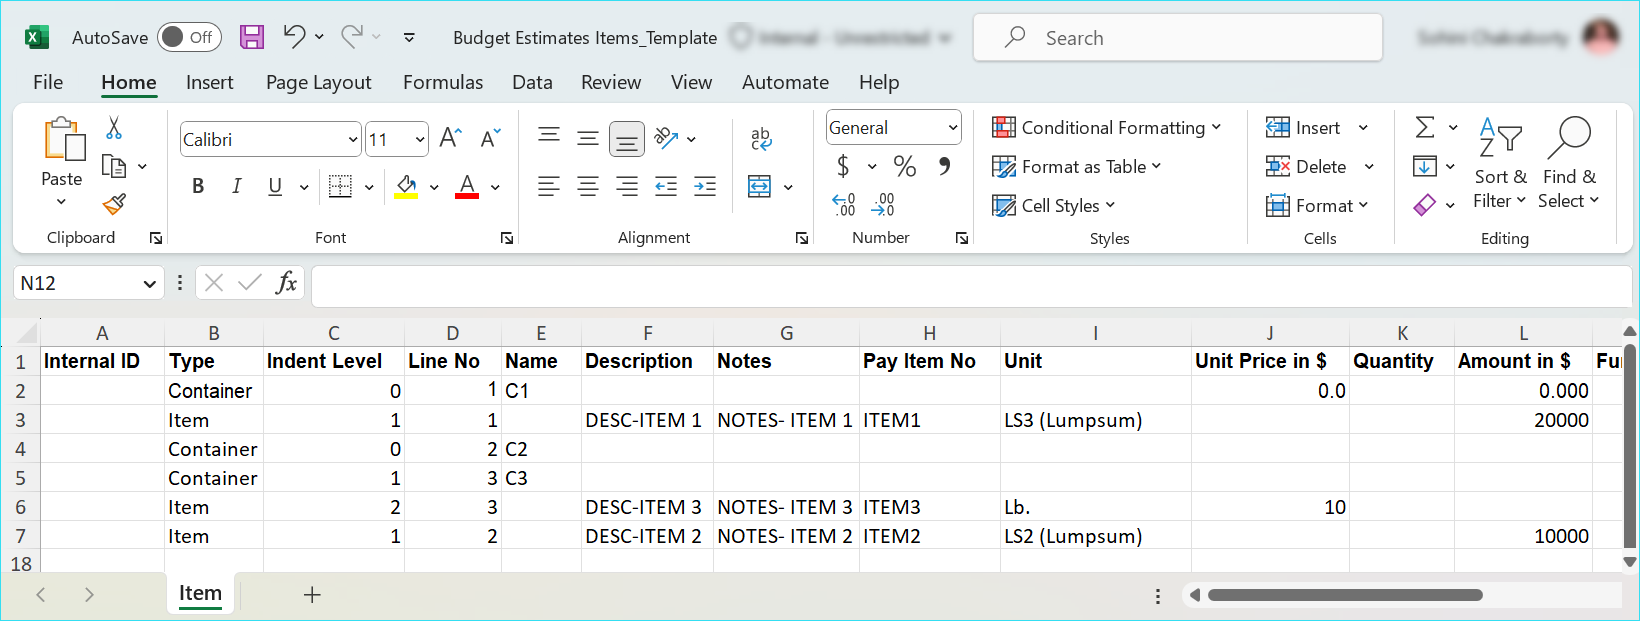 AutoSave Off Budget Estimates Items_Template Search
File Home Insert Page Layout Formulas Data Review View Automate Help
Paste
Clipboard
Calibri 11 A^ A˅
B I U A
Font
ab
c
Alignment
General
$ % ,
←0 .00
.00 →0
Number
Conditional Formatting
Format as Table
Cell Styles
Styles
Insert
Delete
Format
Cells
Σ
A
Z
Sort &
Filter
Find &
Select
Editing
N12 fx
A B C D E F G H I J K L
1 Internal ID Type Indent Level Line No Name Description Notes Pay Item No Unit Unit Price in $ Quantity Amount in $ Fu
2 Container 0 1 C1 0.0 0.000
3 Item 1 1 DESC-ITEM 1 NOTES- ITEM 1 ITEM1 LS3 (Lumpsum) 20000
4 Container 0 2 C2
5 Container 1 3 C3
6 Item 2 3 DESC-ITEM 3 NOTES- ITEM 3 ITEM3 Lb. 10
7 Item 1 2 DESC-ITEM 2 NOTES- ITEM 2 ITEM2 LS2 (Lumpsum) 10000
18
Item +